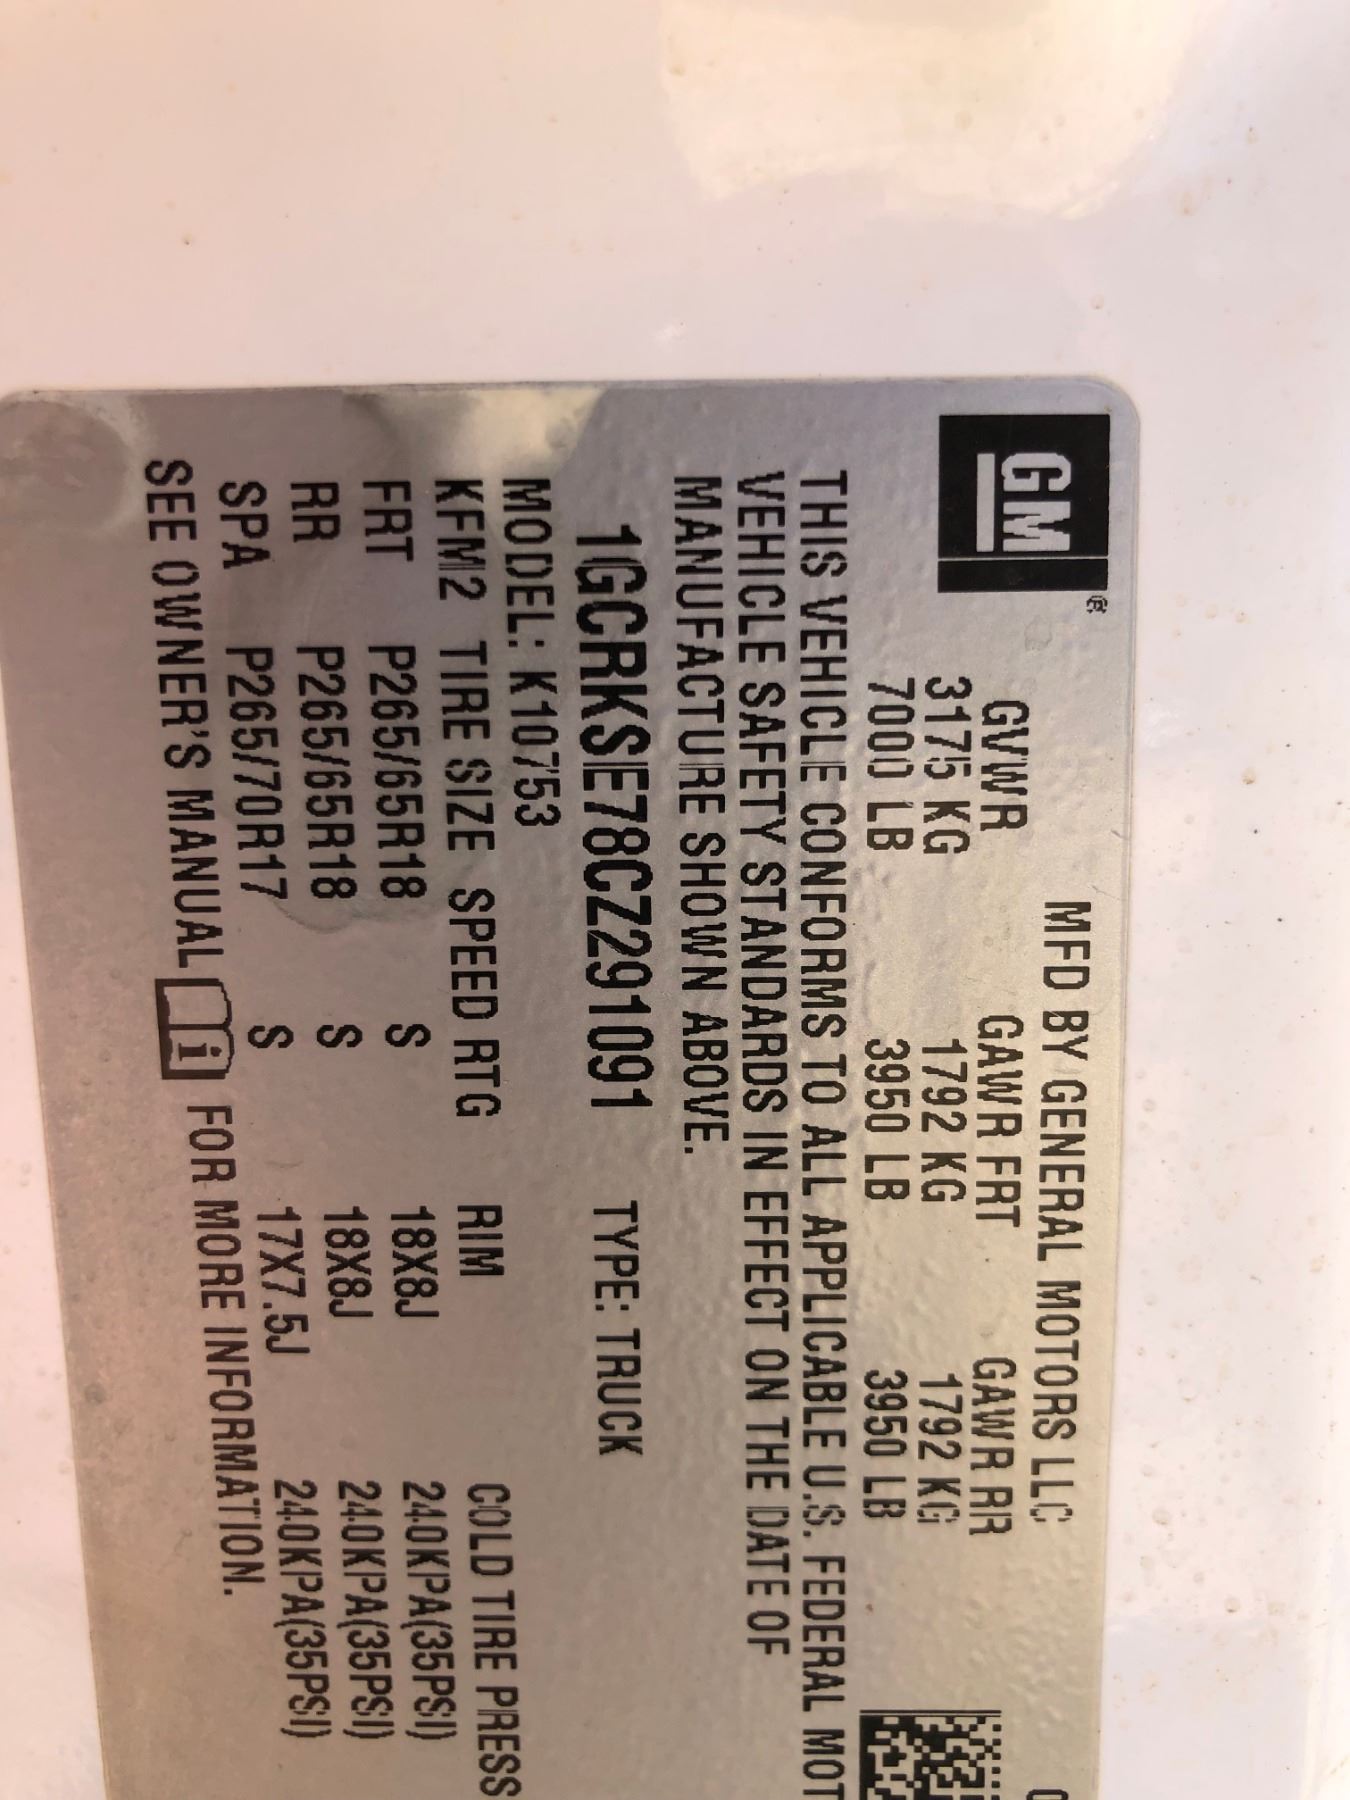 GM®
MFD BY GENERAL MOTORS LLC 0
GVWR GAWR FRT GAWR RR
3175 KG 1792 KG 1792 KG
7000 LB 3950 LB 3950 LB
THIS VEHICLE CONFORMS TO ALL APPLICABLE U.S. FEDERAL MOT
VEHICLE SAFETY STANDARDS IN EFFECT ON THE DATE OF
MANUFACTURE SHOWN ABOVE.
1GCRKSE78CZ291091 TYPE: TRUCK
MODEL: K10753
KFM2 TIRE SIZE SPEED RTG RIM COLD TIRE PRESS
FRT P265/65R18 S 18X8J 240KPA(35PSI)
RR P265/65R18 S 18X8J 240KPA(35PSI)
SPA P265/70R17 S 17X7.5J 240KPA(35PSI)
SEE OWNER'S MANUAL i FOR MORE INFORMATION.